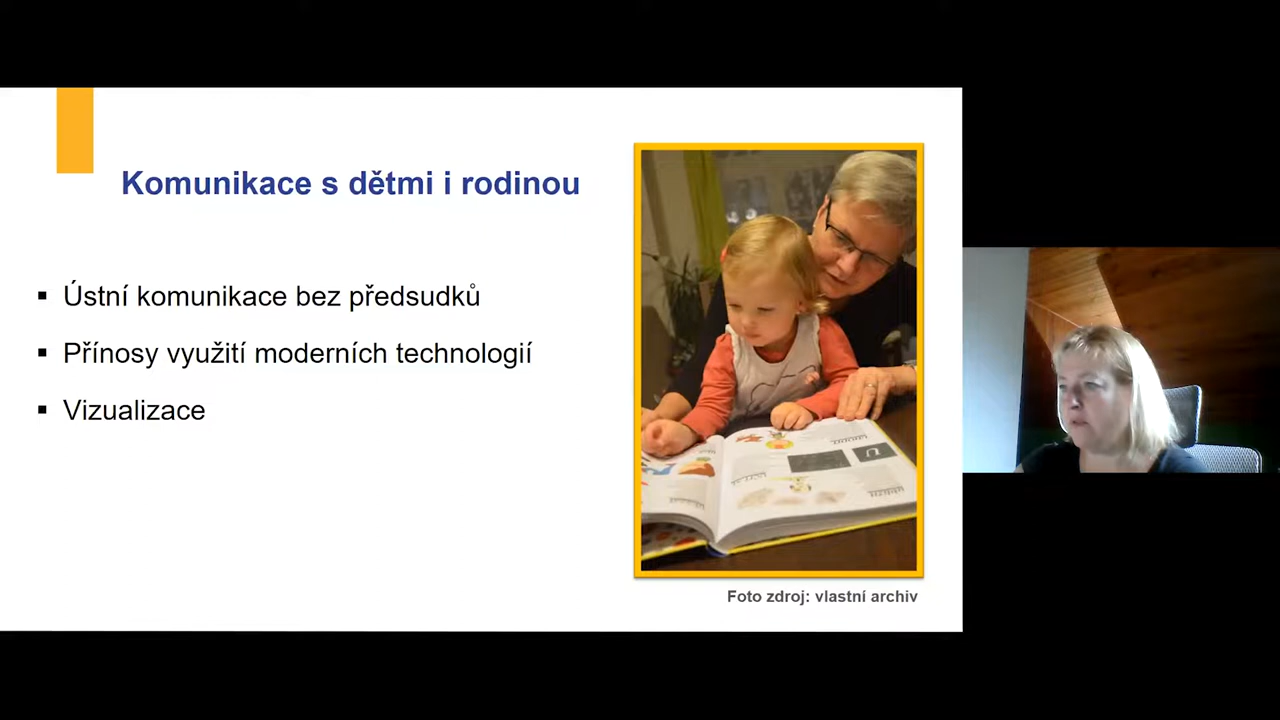 Komunikace s dětmi i rodinou
▪ Ústní komunikace bez předsudků
▪ Přínosy využití moderních technologií
▪ Vizualizace
Foto zdroj: vlastní archiv